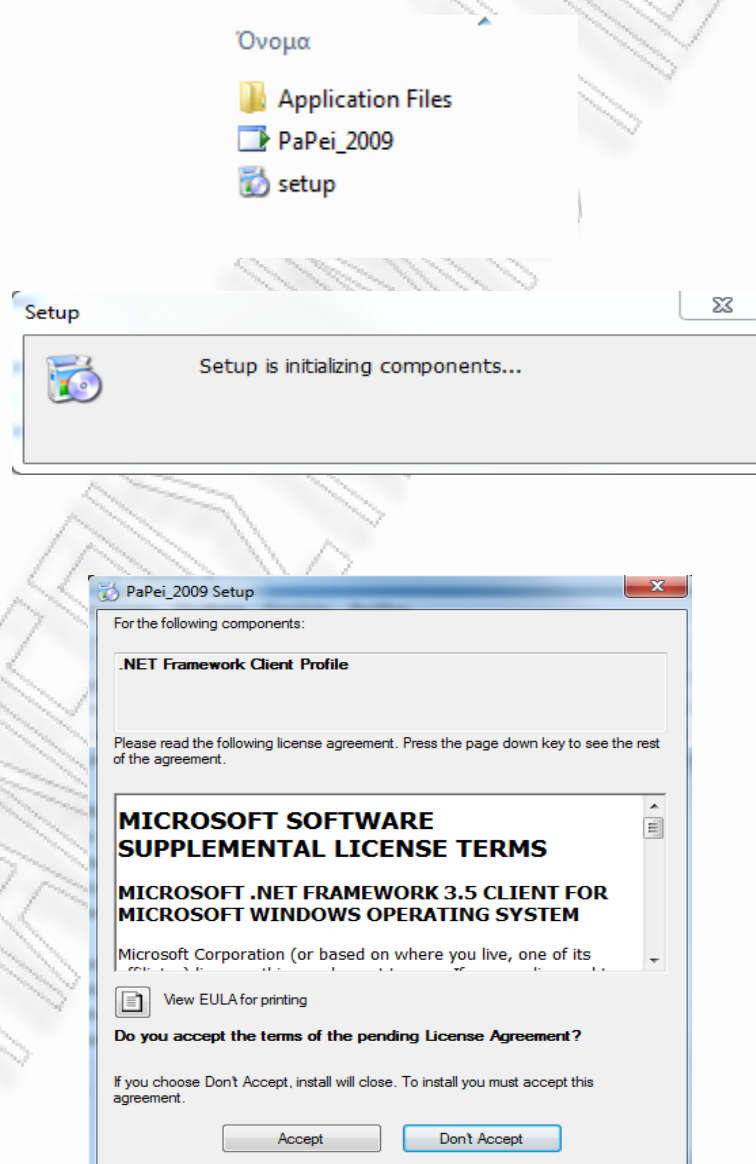 Όνομα
Application Files
PaPei_2009
setup
Setup
Setup is initializing components...
PaPei_2009 Setup
For the following components:
.NET Framework Client Profile
Please read the following license agreement. Press the page down key to see the rest
of the agreement.
MICROSOFT SOFTWARE
SUPPLEMENTAL LICENSE TERMS
MICROSOFT .NET FRAMEWORK 3.5 CLIENT FOR
MICROSOFT WINDOWS OPERATING SYSTEM
Microsoft Corporation (or based on where you live, one of its
View EULA for printing
Do you accept the terms of the pending License Agreement?
If you choose Don't Accept, install will close. To install you must accept this
agreement.
Accept
Don't Accept